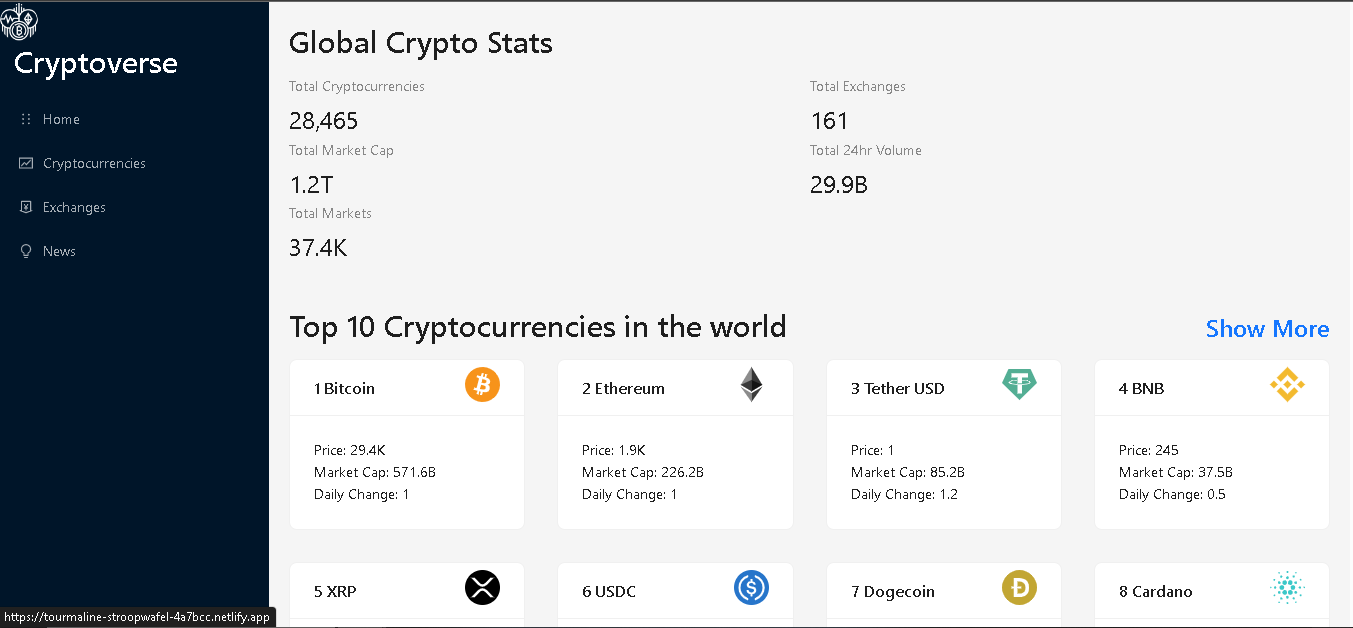 Cryptoverse
Home
Cryptocurrencies
Exchanges
News
Global Crypto Stats
Total Cryptocurrencies
28,465
Total Exchanges
161
Total Market Cap
1.2T
Total 24hr Volume
29.9B
Total Markets
37.4K
Top 10 Cryptocurrencies in the world
Show More
1 Bitcoin
Price: 29.4K
Market Cap: 571.6B
Daily Change: 1
2 Ethereum
Price: 1.9K
Market Cap: 226.2B
Daily Change: 1
3 Tether USD
Price: 1
Market Cap: 85.2B
Daily Change: 1.2
4 BNB
Price: 245
Market Cap: 37.5B
Daily Change: 0.5
5 XRP
6 USDC
7 Dogecoin
8 Cardano
https://tourmaline-stroopwafel-4a7bcc.netlify.app